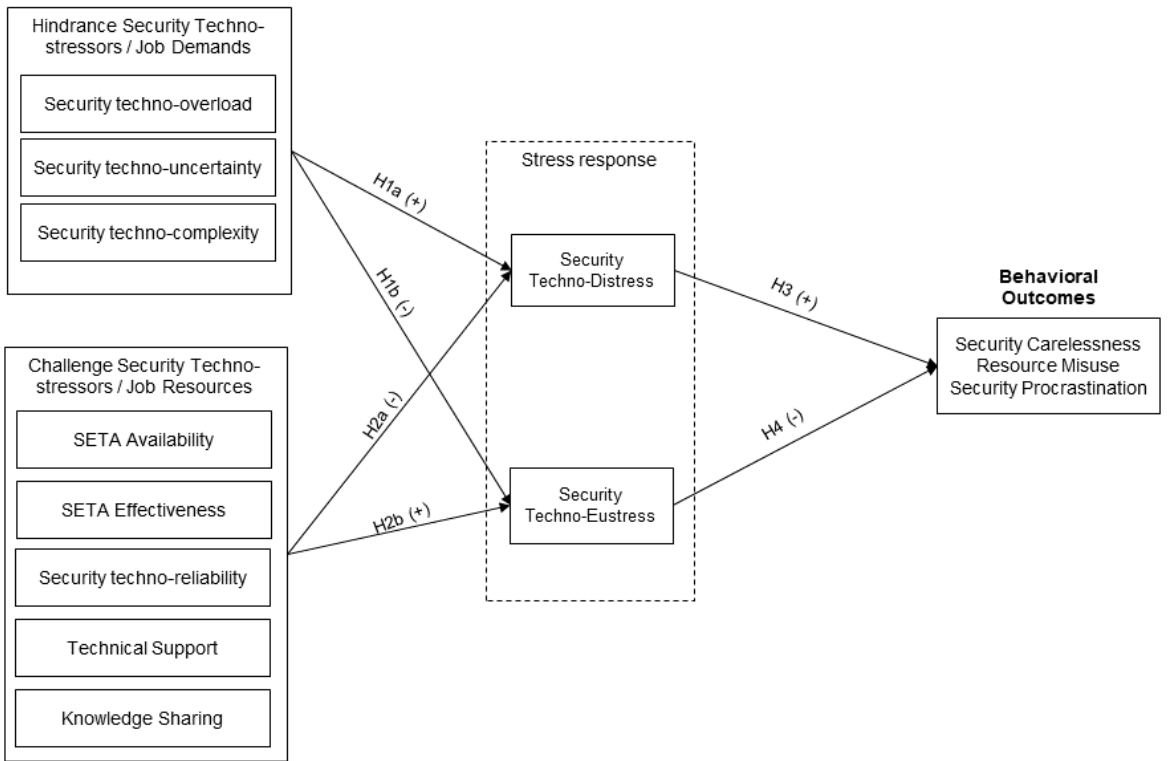 Hindrance Security Techno-
stressors / Job Demands
Security techno-overload
Security techno-uncertainty
Security techno-complexity
Challenge Security Techno-
stressors / Job Resources
SETA Availability
SETA Effectiveness
Security techno-reliability
Technical Support
Knowledge Sharing
H1a (+)
H1b (-)
H2a (-)
H2b (+)
Stress response
Security
Techno-Distress
Security
Techno-Eustress
H3 (+)
H4 (-)
Behavioral
Outcomes
Security Carelessness
Resource Misuse
Security Procrastination